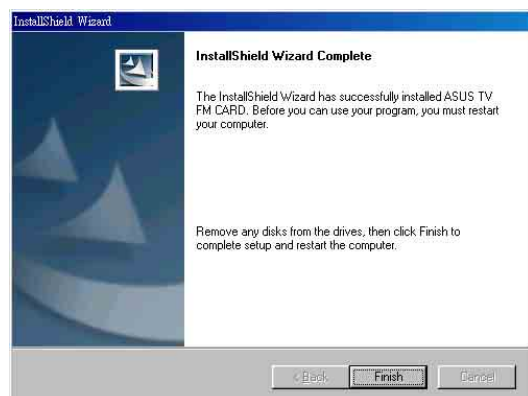 InstallShield Wizard
InstallShield Wizard Complete
The InstallShield Wizard has successfully installed ASUS TV
FM CARD. Before you can use your program, you must restart
your computer.
Remove any disks from the drives, then click Finish to
complete setup and restart the computer.
< Back Finish Cancel